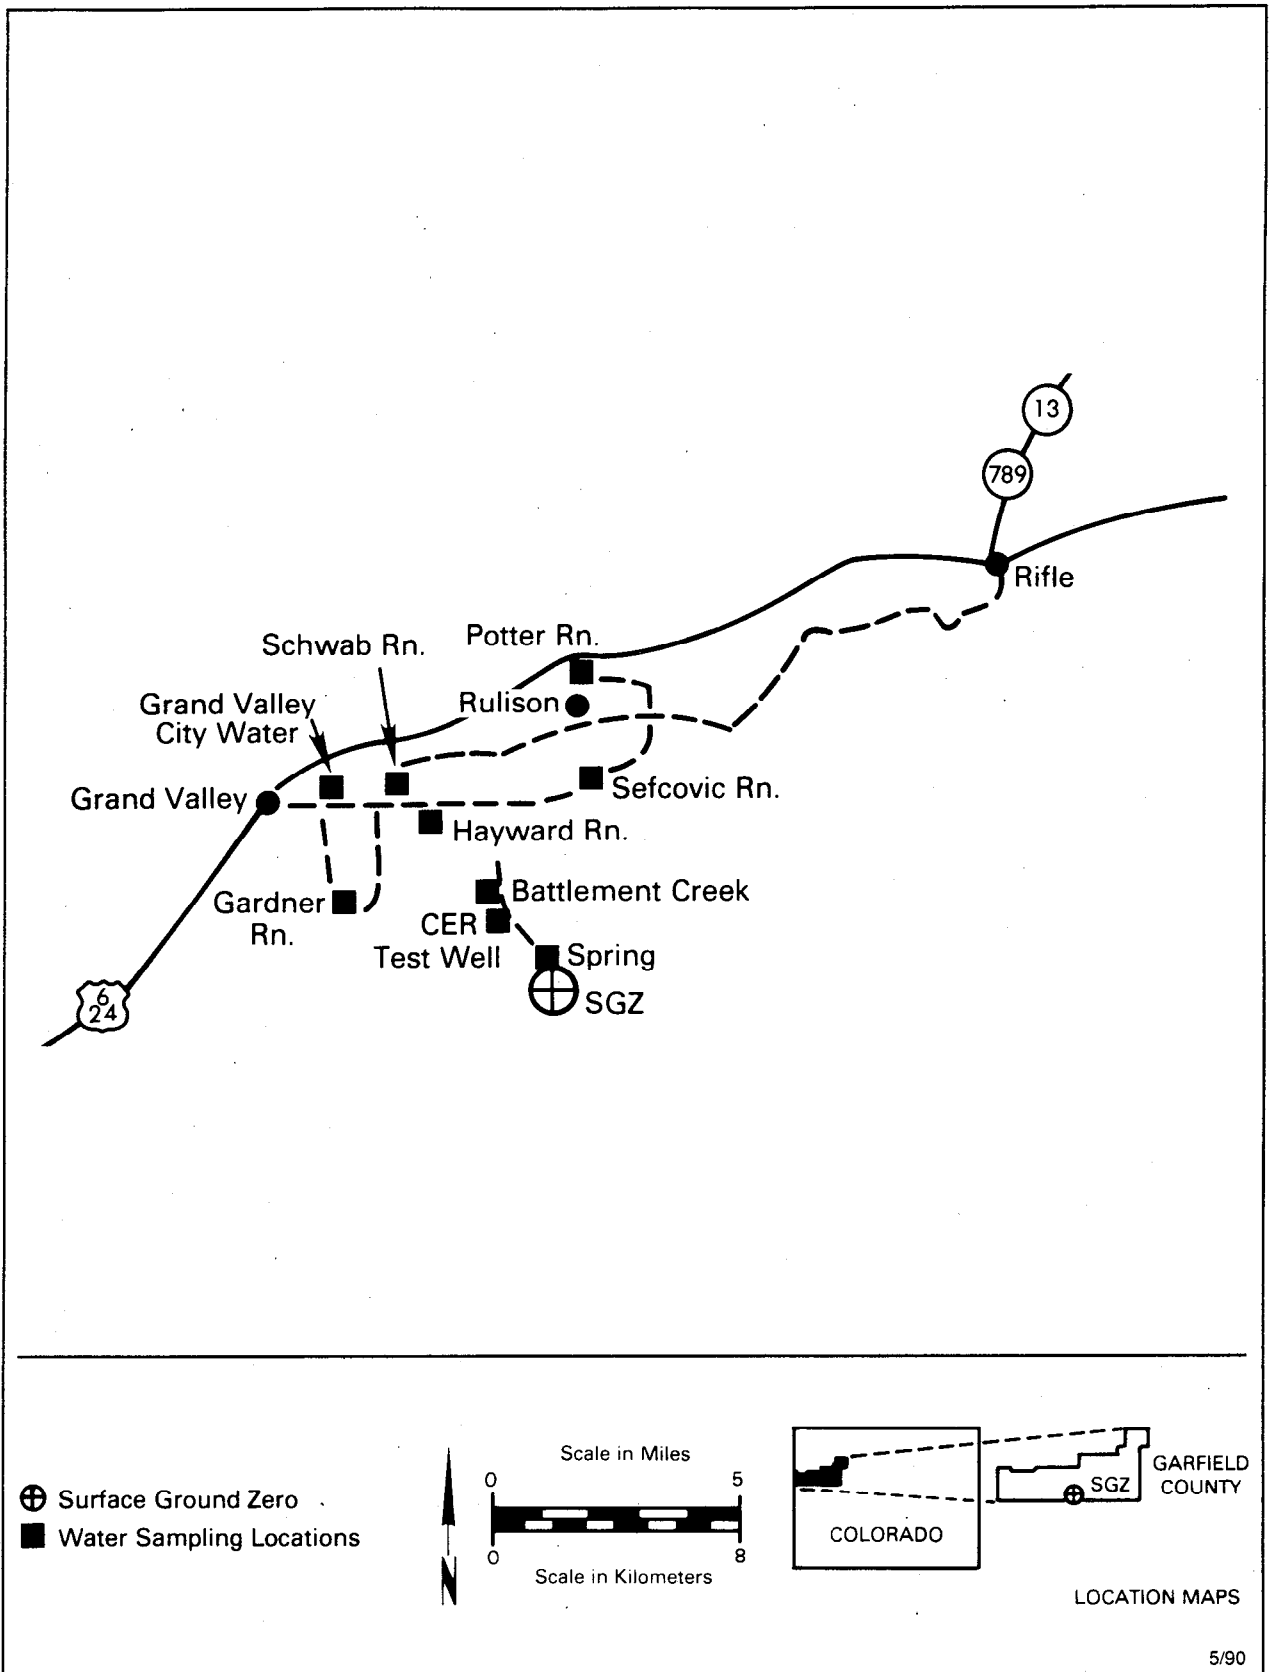 13
789
Rifle
Potter Rn.
Schwab Rn.
Grand Valley
City Water
Rulison
Grand Valley
Sefcovic Rn.
Hayward Rn.
Gardner
Rn.
Battlement Creek
CER
Test Well
Spring
SGZ
6
24
Surface Ground Zero
Water Sampling Locations
N
Scale in Miles
0 5
0 8
Scale in Kilometers
COLORADO
SGZ
GARFIELD
COUNTY
LOCATION MAPS
5/90